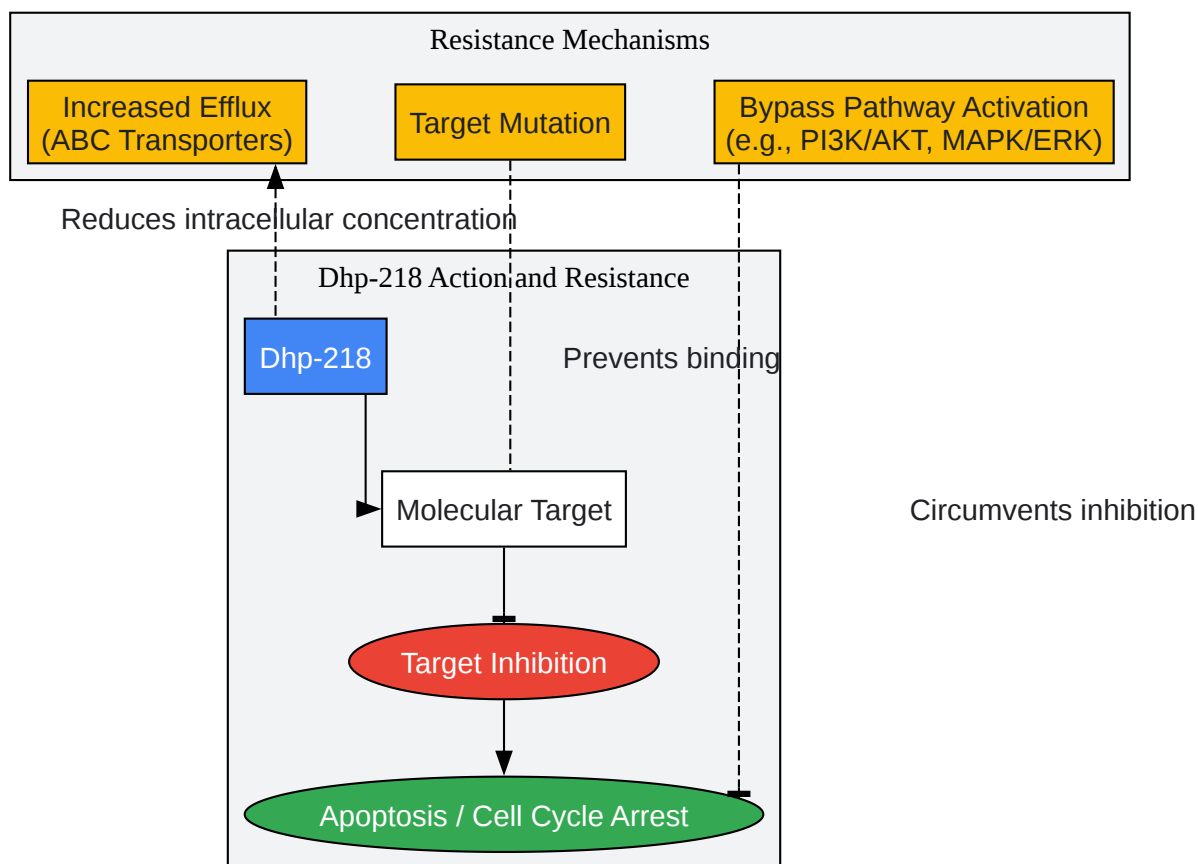 Resistance Mechanisms
Increased Efflux
(ABC Transporters)
Target Mutation
Bypass Pathway Activation
(e.g., PI3K/AKT, MAPK/ERK)
Reduces intracellular concentration
Dhp-218 Action and Resistance
Dhp-218
Prevents binding
Molecular Target
Circumvents inhibition
Target Inhibition
Apoptosis / Cell Cycle Arrest